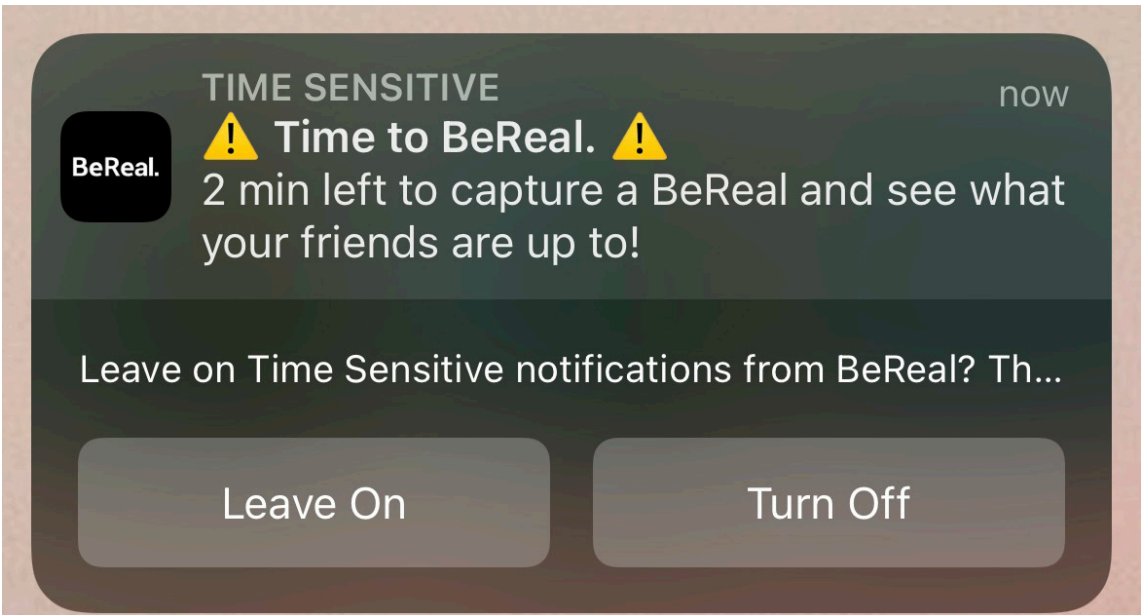 TIME SENSITIVE
now
⚠️ Time to BeReal. ⚠️
BeReal.
2 min left to capture a BeReal and see what
your friends are up to!
Leave on Time Sensitive notifications from BeReal? Th...
Leave On
Turn Off